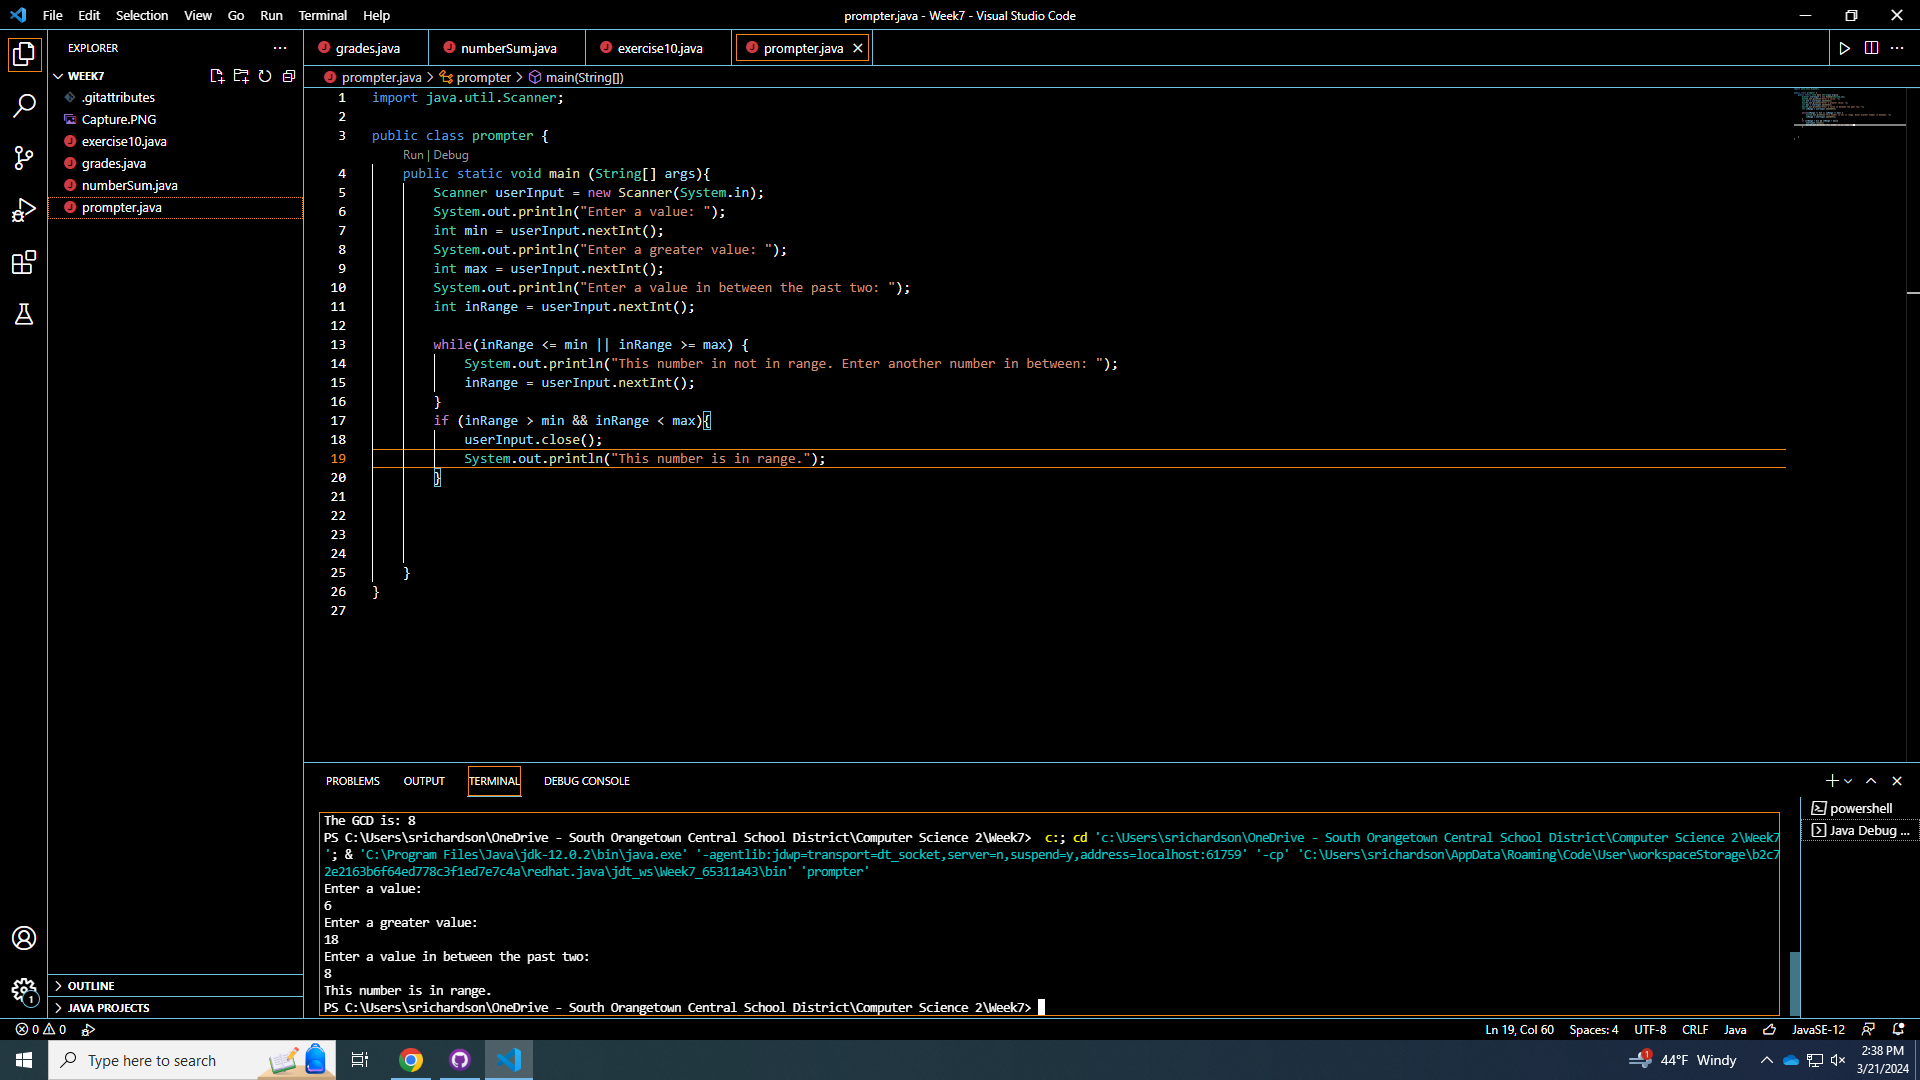 File Edit Selection View Go Run Terminal Help
prompter.java - Week7 - Visual Studio Code
EXPLORER
WEEK7
.gitattributes
Capture.PNG
exercise10.java
grades.java
numberSum.java
prompter.java
OUTLINE
JAVA PROJECTS
grades.java numberSum.java exercise10.java prompter.java
prompter.java > prompter > main(String[])
1 import java.util.Scanner;
2
3 public class prompter {
Run | Debug
4 public static void main (String[] args){
5 Scanner userInput = new Scanner(System.in);
6 System.out.println("Enter a value: ");
7 int min = userInput.nextInt();
8 System.out.println("Enter a greater value: ");
9 int max = userInput.nextInt();
10 System.out.println("Enter a value in between the past two: ");
11 int inRange = userInput.nextInt();
12
13 while(inRange <= min || inRange >= max) {
14 System.out.println("This number in not in range. Enter another number in between: ");
15 inRange = userInput.nextInt();
16 }
17 if (inRange > min && inRange < max){
18 userInput.close();
19 System.out.println("This number is in range.");
20 }
21
22
23
24
25 }
26 }
27
PROBLEMS OUTPUT TERMINAL DEBUG CONSOLE
powershell
Java Debug ...
The GCD is: 8
PS C:\Users\srichardson\OneDrive - South Orangetown Central School District\Computer Science 2\Week7> c:; cd 'c:\Users\srichardson\OneDrive - South Orangetown Central School District\Computer Science 2\Week7
'; & 'C:\Program Files\Java\jdk-12.0.2\bin\java.exe' '-agentlib:jdwp=transport=dt_socket,server=n,suspend=y,address=localhost:61759' '-cp' 'C:\Users\srichardson\AppData\Roaming\Code\User\workspaceStorage\b2c7
2e2163b6f64ed778c3f1ed7e7c4a\redhat.java\jdt_ws\Week7_65311a43\bin' 'prompter'
Enter a value:
6
Enter a greater value:
18
Enter a value in between the past two:
8
This number is in range.
PS C:\Users\srichardson\OneDrive - South Orangetown Central School District\Computer Science 2\Week7>
1
0 0
Ln 19, Col 60 Spaces: 4 UTF-8 CRLF Java JavaSE-12
Type here to search
1
44°F Windy
2:38 PM
3/21/2024